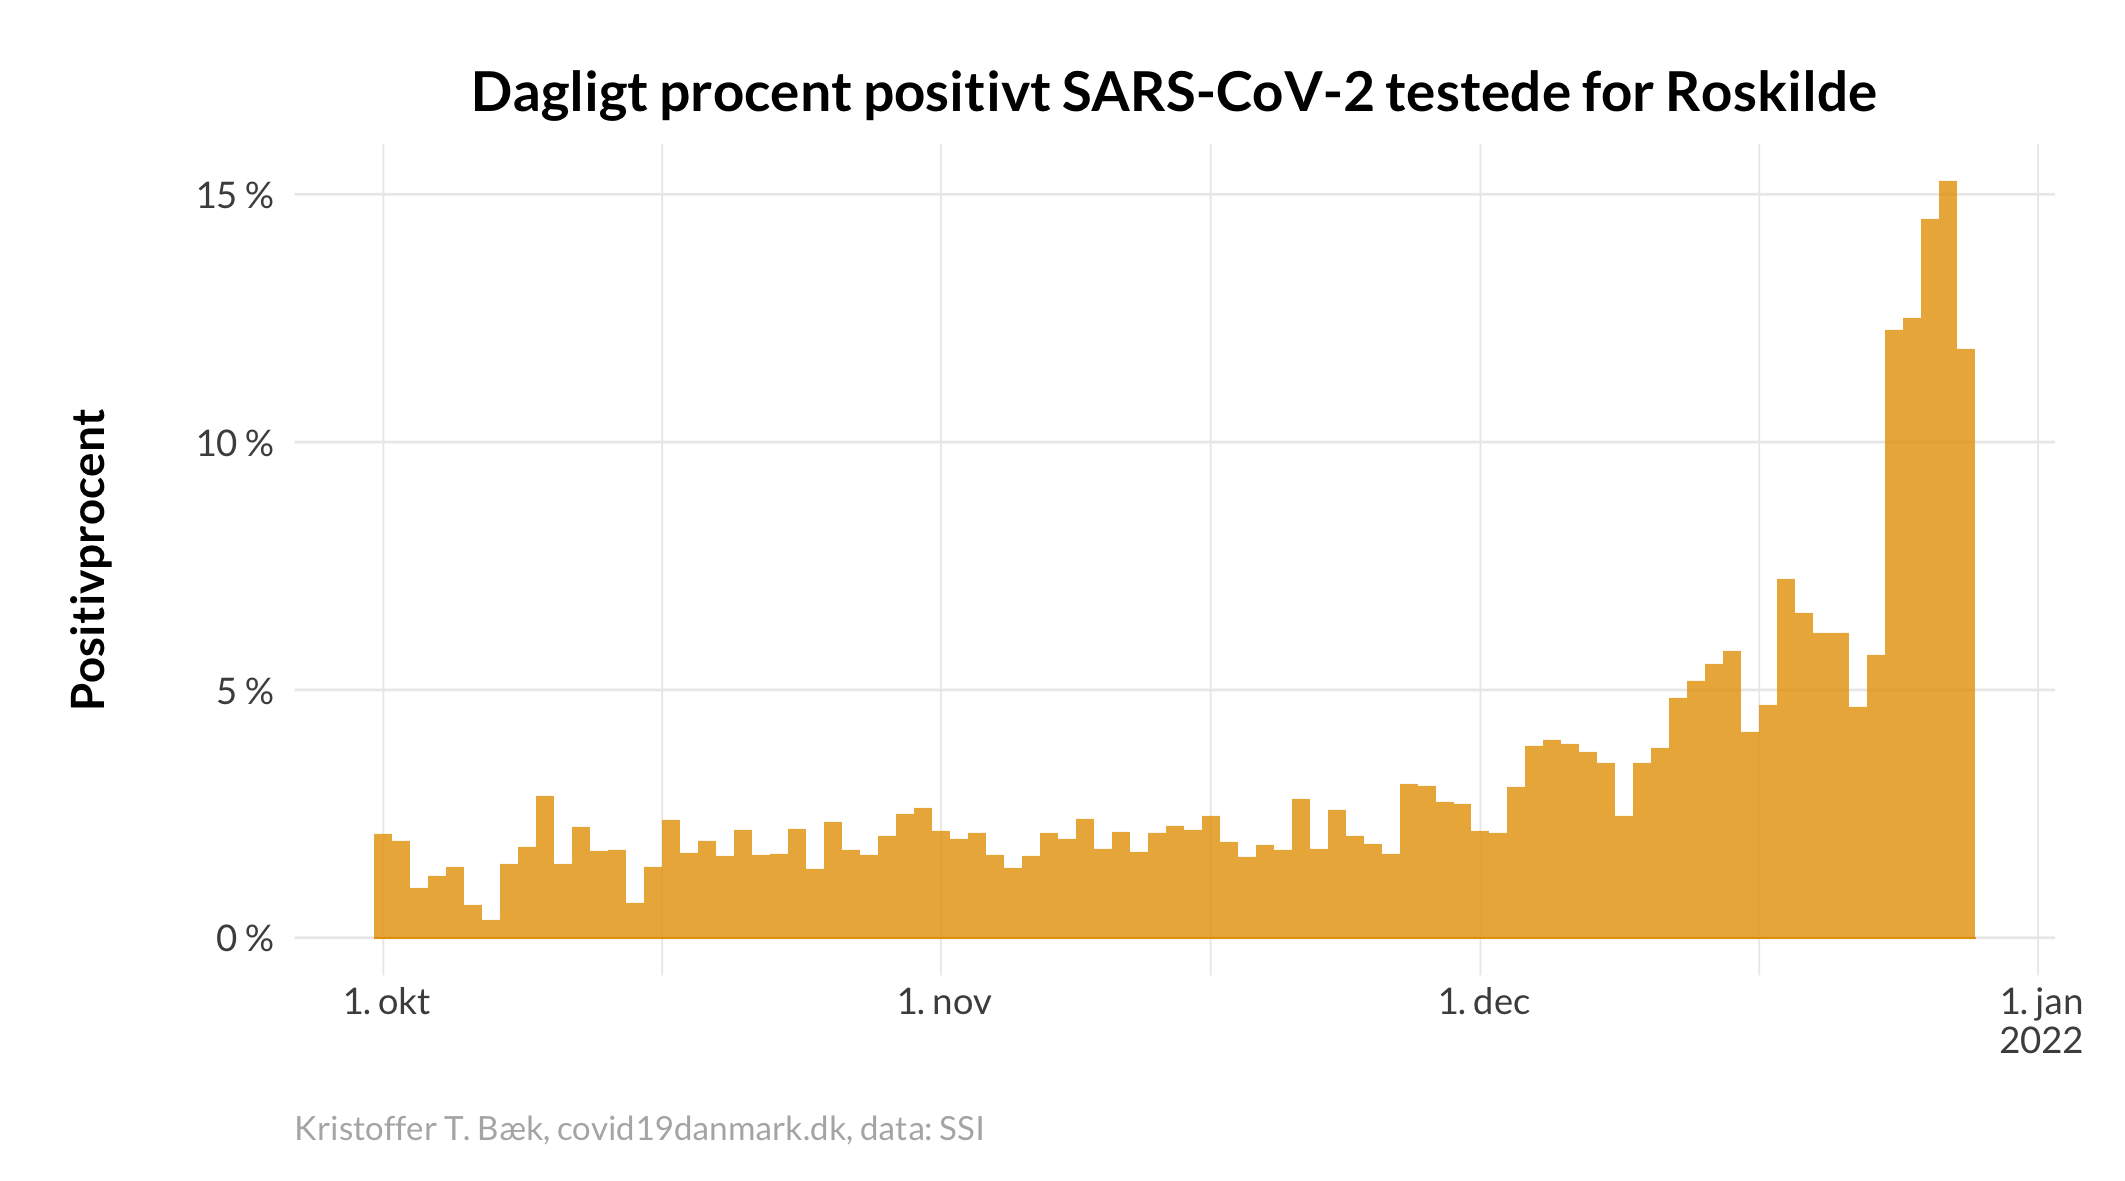 Dagligt procent positivt SARS-CoV-2 testede for Roskilde
Positivprocent
15 %
10 %
5 %
0 %
1. okt
1. nov
1. dec
1. jan
2022
Kristoffer T. Bæk, covid19danmark.dk, data: SSI